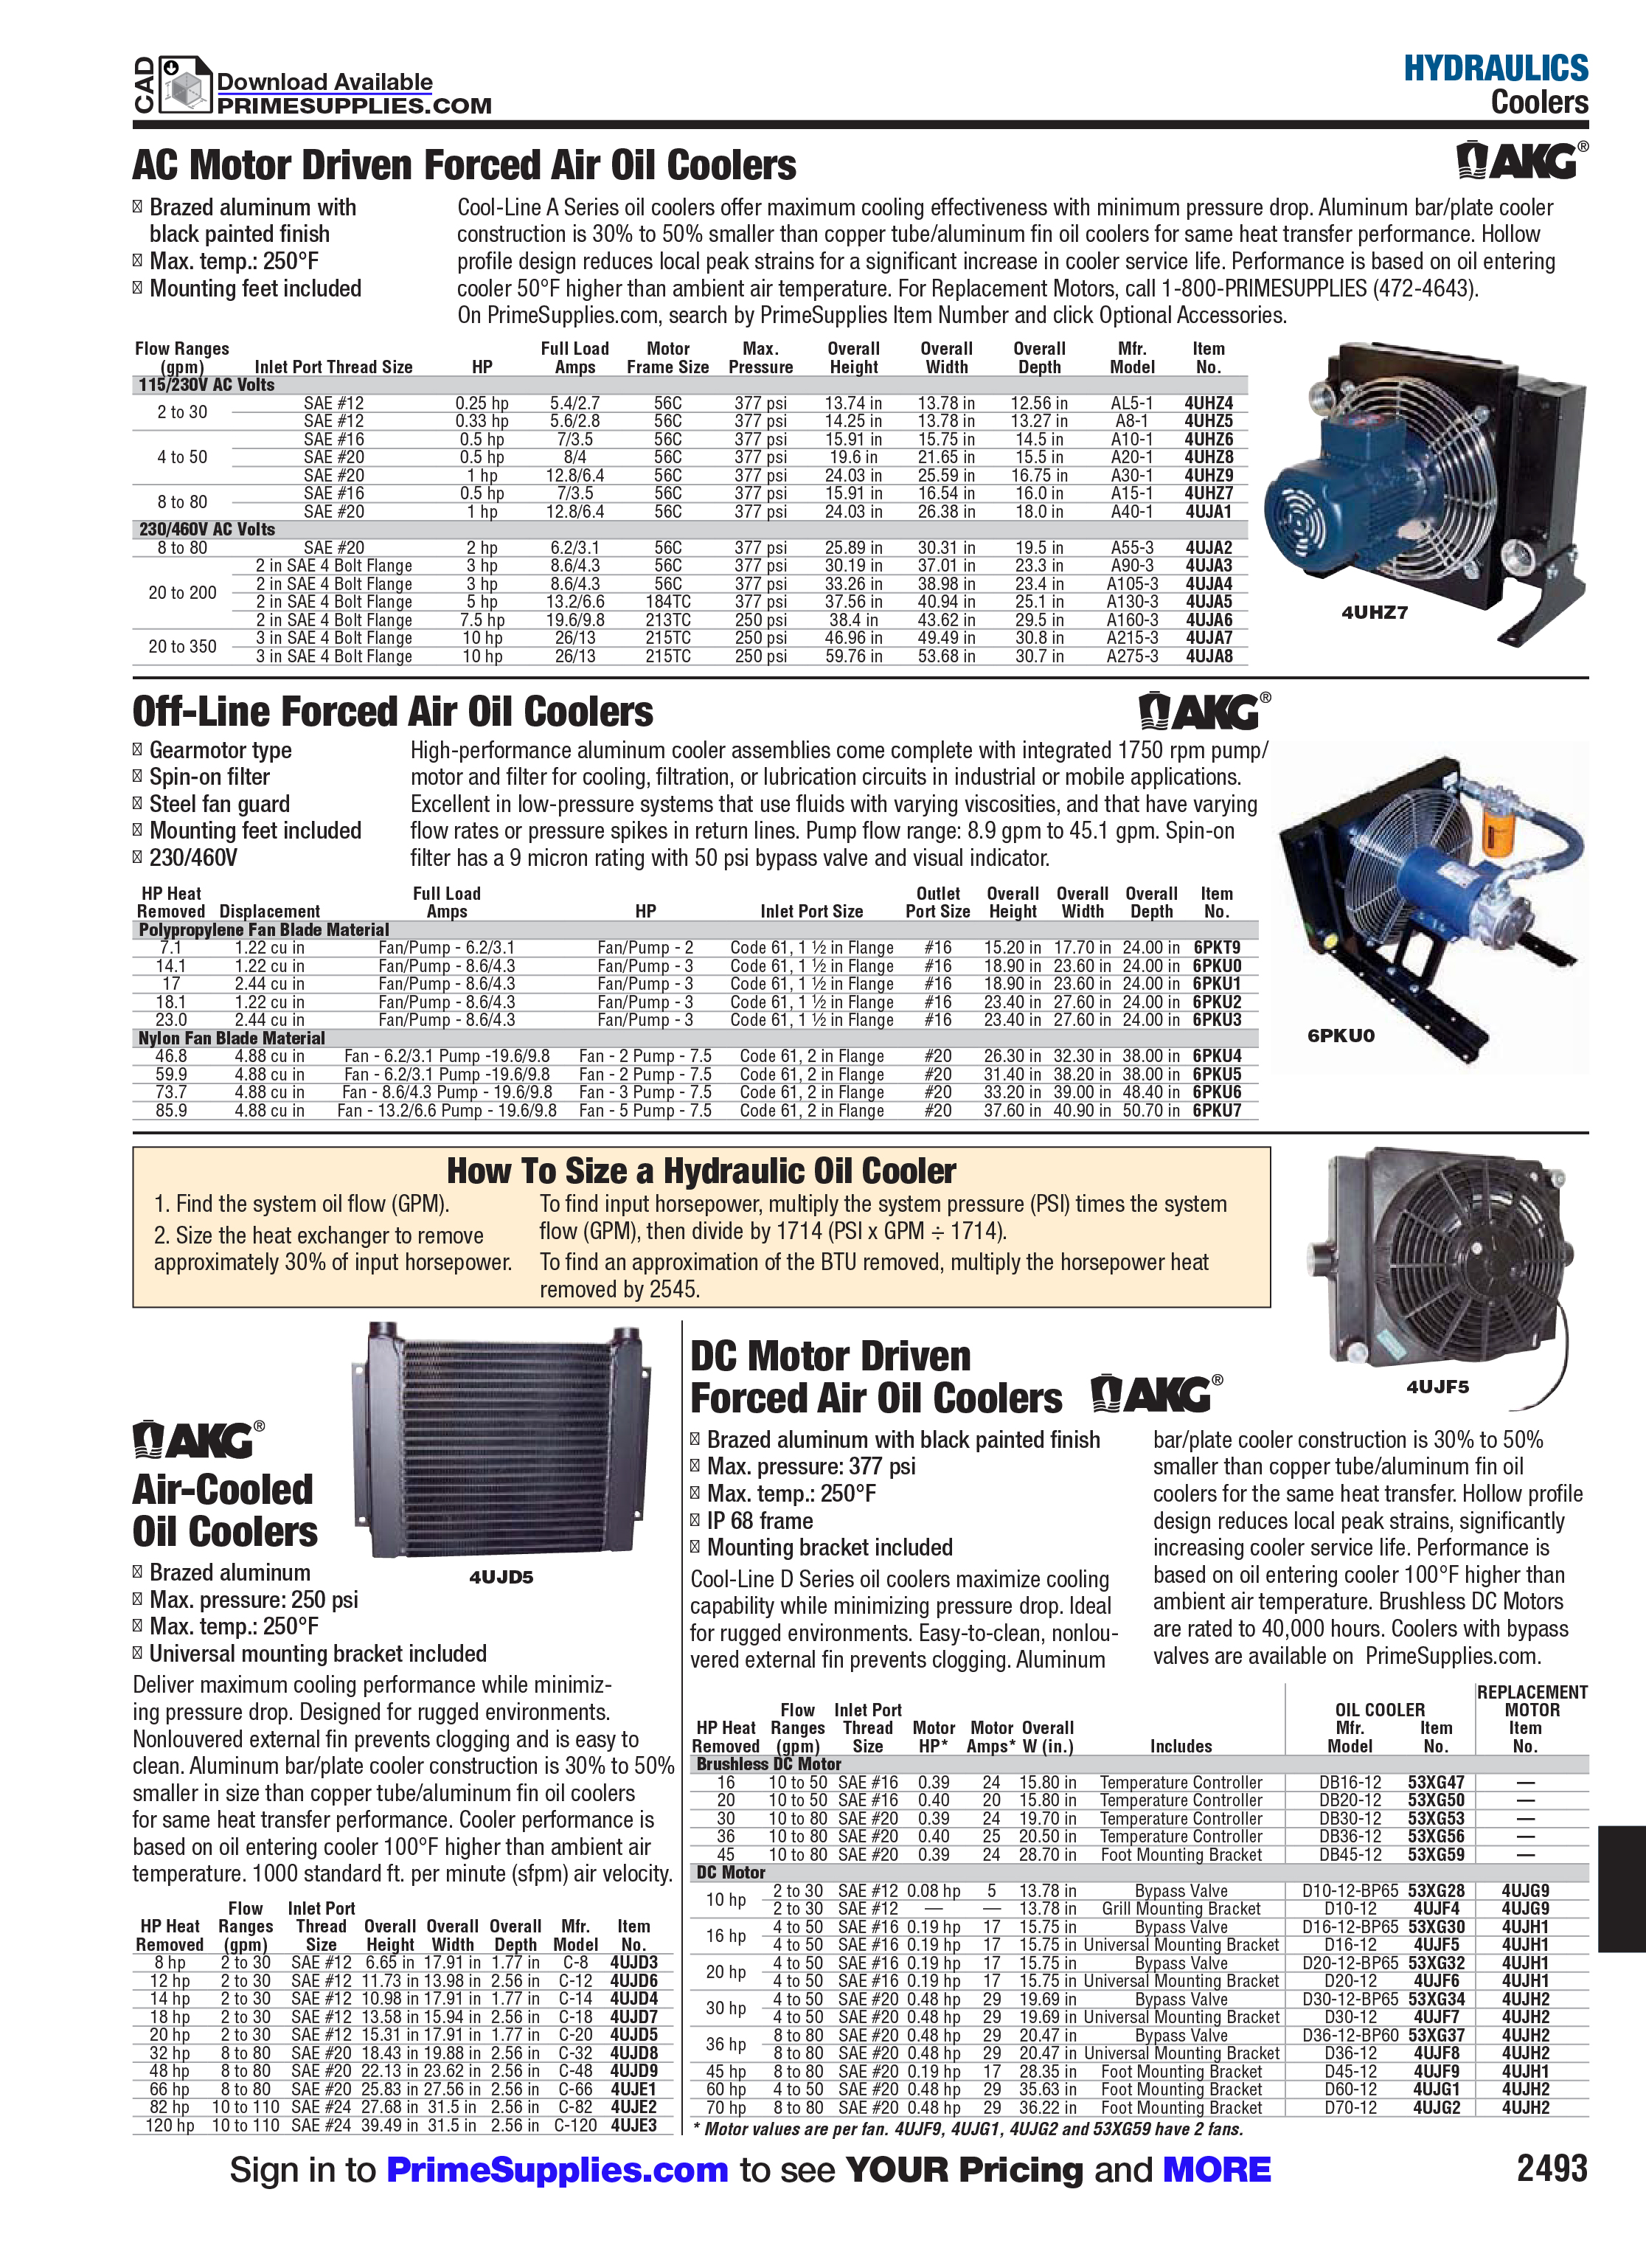 CAD
Download Available
PRIMESUPPLIES.COM
HYDRAULICS
Coolers
AC Motor Driven Forced Air Oil Coolers
AKG®
Brazed aluminum with
black painted finish
Max. temp.: 250°F
Mounting feet included
Cool-Line A Series oil coolers offer maximum cooling effectiveness with minimum pressure drop. Aluminum bar/plate cooler
construction is 30% to 50% smaller than copper tube/aluminum fin oil coolers for same heat transfer performance. Hollow
profile design reduces local peak strains for a significant increase in cooler service life. Performance is based on oil entering
cooler 50°F higher than ambient air temperature. For Replacement Motors, call 1-800-PRIMESUPPLIES (472-4643).
On PrimeSupplies.com, search by PrimeSupplies Item Number and click Optional Accessories.
Flow Ranges Full Load Motor Max. Overall Overall Overall Mfr. Item
(gpm) Inlet Port Thread Size HP Amps Frame Size Pressure Height Width Depth Model No.
115/230V AC Volts
2 to 30 SAE #12 0.25 hp 5.4/2.7 56C 377 psi 13.74 in 13.78 in 12.56 in AL5-1 4UHZ4
SAE #12 0.33 hp 5.6/2.8 56C 377 psi 14.25 in 13.78 in 13.27 in A8-1 4UHZ5
4 to 50 SAE #16 0.5 hp 7/3.5 56C 377 psi 15.91 in 15.75 in 14.5 in A10-1 4UHZ6
SAE #20 0.5 hp 8/4 56C 377 psi 19.6 in 21.65 in 15.5 in A20-1 4UHZ8
SAE #20 1 hp 12.8/6.4 56C 377 psi 24.03 in 25.59 in 16.75 in A30-1 4UHZ9
8 to 80 SAE #16 0.5 hp 7/3.5 56C 377 psi 15.91 in 16.54 in 16.0 in A15-1 4UHZ7
SAE #20 1 hp 12.8/6.4 56C 377 psi 24.03 in 26.38 in 18.0 in A40-1 4UJA1
230/460V AC Volts
8 to 80 SAE #20 2 hp 6.2/3.1 56C 377 psi 25.89 in 30.31 in 19.5 in A55-3 4UJA2
20 to 200 2 in SAE 4 Bolt Flange 3 hp 8.6/4.3 56C 377 psi 30.19 in 37.01 in 23.3 in A90-3 4UJA3
2 in SAE 4 Bolt Flange 3 hp 8.6/4.3 56C 377 psi 33.26 in 38.98 in 23.4 in A105-3 4UJA4
2 in SAE 4 Bolt Flange 5 hp 13.2/6.6 184TC 377 psi 37.56 in 40.94 in 25.1 in A130-3 4UJA5
2 in SAE 4 Bolt Flange 7.5 hp 19.6/9.8 213TC 250 psi 38.4 in 43.62 in 29.5 in A160-3 4UJA6
20 to 350 3 in SAE 4 Bolt Flange 10 hp 26/13 215TC 250 psi 46.96 in 49.49 in 30.8 in A215-3 4UJA7
3 in SAE 4 Bolt Flange 10 hp 26/13 215TC 250 psi 59.76 in 53.68 in 30.7 in A275-3 4UJA8
4UHZ7
Off-Line Forced Air Oil Coolers
AKG®
Gearmotor type
Spin-on filter
Steel fan guard
Mounting feet included
230/460V
High-performance aluminum cooler assemblies come complete with integrated 1750 rpm pump/
motor and filter for cooling, filtration, or lubrication circuits in industrial or mobile applications.
Excellent in low-pressure systems that use fluids with varying viscosities, and that have varying
flow rates or pressure spikes in return lines. Pump flow range: 8.9 gpm to 45.1 gpm. Spin-on
filter has a 9 micron rating with 50 psi bypass valve and visual indicator.
HP Heat Full Load Outlet Overall Overall Overall Item
Removed Displacement Amps HP Inlet Port Size Port Size Height Width Depth No.
Polypropylene Fan Blade Material
7.1 1.22 cu in Fan/Pump - 6.2/3.1 Fan/Pump - 2 Code 61, 1 ½ in Flange #16 15.20 in 17.70 in 24.00 in 6PKT9
14.1 1.22 cu in Fan/Pump - 8.6/4.3 Fan/Pump - 3 Code 61, 1 ½ in Flange #16 18.90 in 23.60 in 24.00 in 6PKU0
17 2.44 cu in Fan/Pump - 8.6/4.3 Fan/Pump - 3 Code 61, 1 ½ in Flange #16 18.90 in 23.60 in 24.00 in 6PKU1
18.1 1.22 cu in Fan/Pump - 8.6/4.3 Fan/Pump - 3 Code 61, 1 ½ in Flange #16 23.40 in 27.60 in 24.00 in 6PKU2
23.0 2.44 cu in Fan/Pump - 8.6/4.3 Fan/Pump - 3 Code 61, 1 ½ in Flange #16 23.40 in 27.60 in 24.00 in 6PKU3
Nylon Fan Blade Material
46.8 4.88 cu in Fan - 6.2/3.1 Pump -19.6/9.8 Fan - 2 Pump - 7.5 Code 61, 2 in Flange #20 26.30 in 32.30 in 38.00 in 6PKU4
59.9 4.88 cu in Fan - 6.2/3.1 Pump -19.6/9.8 Fan - 2 Pump - 7.5 Code 61, 2 in Flange #20 31.40 in 38.20 in 38.00 in 6PKU5
73.7 4.88 cu in Fan - 8.6/4.3 Pump - 19.6/9.8 Fan - 3 Pump - 7.5 Code 61, 2 in Flange #20 33.20 in 39.00 in 48.40 in 6PKU6
85.9 4.88 cu in Fan - 13.2/6.6 Pump - 19.6/9.8 Fan - 5 Pump - 7.5 Code 61, 2 in Flange #20 37.60 in 40.90 in 50.70 in 6PKU7
6PKU0
How To Size a Hydraulic Oil Cooler
1. Find the system oil flow (GPM).
2. Size the heat exchanger to remove
approximately 30% of input horsepower.
To find input horsepower, multiply the system pressure (PSI) times the system
flow (GPM), then divide by 1714 (PSI x GPM ÷ 1714).
To find an approximation of the BTU removed, multiply the horsepower heat
removed by 2545.
4UJF5
AKG®
Air-Cooled
Oil Coolers
4UJD5
Brazed aluminum
Max. pressure: 250 psi
Max. temp.: 250°F
Universal mounting bracket included
Deliver maximum cooling performance while minimiz-
ing pressure drop. Designed for rugged environments.
Nonlouvered external fin prevents clogging and is easy to
clean. Aluminum bar/plate cooler construction is 30% to 50%
smaller in size than copper tube/aluminum fin oil coolers
for same heat transfer performance. Cooler performance is
based on oil entering cooler 100°F higher than ambient air
temperature. 1000 standard ft. per minute (sfpm) air velocity.
Flow Inlet Port
HP Heat Ranges Thread Overall Overall Overall Mfr. Item
Removed (gpm) Size Height Width Depth Model No.
8 hp 2 to 30 SAE #12 6.65 in 17.91 in 1.77 in C-8 4UJD3
12 hp 2 to 30 SAE #12 11.73 in 13.98 in 2.56 in C-12 4UJD6
14 hp 2 to 30 SAE #12 10.98 in 17.91 in 1.77 in C-14 4UJD4
18 hp 2 to 30 SAE #12 13.58 in 15.94 in 2.56 in C-18 4UJD7
20 hp 2 to 30 SAE #12 15.31 in 17.91 in 1.77 in C-20 4UJD5
32 hp 8 to 80 SAE #20 18.43 in 19.88 in 2.56 in C-32 4UJD8
48 hp 8 to 80 SAE #20 22.13 in 23.62 in 2.56 in C-48 4UJD9
66 hp 8 to 80 SAE #20 25.83 in 27.56 in 2.56 in C-66 4UJE1
82 hp 10 to 110 SAE #24 27.68 in 31.5 in 2.56 in C-82 4UJE2
120 hp 10 to 110 SAE #24 39.49 in 31.5 in 2.56 in C-120 4UJE3
DC Motor Driven
Forced Air Oil Coolers
AKG®
Brazed aluminum with black painted finish
Max. pressure: 377 psi
Max. temp.: 250°F
IP 68 frame
Mounting bracket included
Cool-Line D Series oil coolers maximize cooling
capability while minimizing pressure drop. Ideal
for rugged environments. Easy-to-clean, nonlou-
vered external fin prevents clogging. Aluminum
bar/plate cooler construction is 30% to 50%
smaller than copper tube/aluminum fin oil
coolers for the same heat transfer. Hollow profile
design reduces local peak strains, significantly
increasing cooler service life. Performance is
based on oil entering cooler 100°F higher than
ambient air temperature. Brushless DC Motors
are rated to 40,000 hours. Coolers with bypass
valves are available on PrimeSupplies.com.
REPLACEMENT
Flow Inlet Port OIL COOLER MOTOR
HP Heat Ranges Thread Motor Motor Overall Mfr. Item Item
Removed (gpm) Size HP* Amps* W (in.) Includes Model No. No.
Brushless DC Motor
16 10 to 50 SAE #16 0.39 24 15.80 in Temperature Controller DB16-12 53XG47 —
20 10 to 50 SAE #16 0.40 20 15.80 in Temperature Controller DB20-12 53XG50 —
30 10 to 80 SAE #20 0.39 24 19.70 in Temperature Controller DB30-12 53XG53 —
36 10 to 80 SAE #20 0.40 25 20.50 in Temperature Controller DB36-12 53XG56 —
45 10 to 80 SAE #20 0.39 24 28.70 in Foot Mounting Bracket DB45-12 53XG59 —
DC Motor
10 hp 2 to 30 SAE #12 0.08 hp 5 13.78 in Bypass Valve D10-12-BP65 53XG28 4UJG9
2 to 30 SAE #12 — — 13.78 in Grill Mounting Bracket D10-12 4UJF4 4UJG9
16 hp 4 to 50 SAE #16 0.19 hp 17 15.75 in Bypass Valve D16-12-BP65 53XG30 4UJH1
4 to 50 SAE #16 0.19 hp 17 15.75 in Universal Mounting Bracket D16-12 4UJF5 4UJH1
20 hp 4 to 50 SAE #16 0.19 hp 17 15.75 in Bypass Valve D20-12-BP65 53XG32 4UJH1
4 to 50 SAE #16 0.19 hp 17 15.75 in Universal Mounting Bracket D20-12 4UJF6 4UJH1
30 hp 4 to 50 SAE #20 0.48 hp 29 19.69 in Bypass Valve D30-12-BP65 53XG34 4UJH2
4 to 50 SAE #20 0.48 hp 29 19.69 in Universal Mounting Bracket D30-12 4UJF7 4UJH2
36 hp 8 to 80 SAE #20 0.48 hp 29 20.47 in Bypass Valve D36-12-BP60 53XG37 4UJH2
8 to 80 SAE #20 0.48 hp 29 20.47 in Universal Mounting Bracket D36-12 4UJF8 4UJH2
45 hp 8 to 80 SAE #20 0.19 hp 17 28.35 in Foot Mounting Bracket D45-12 4UJF9 4UJH1
60 hp 4 to 50 SAE #20 0.48 hp 29 35.63 in Foot Mounting Bracket D60-12 4UJG1 4UJH2
70 hp 8 to 80 SAE #20 0.48 hp 29 36.22 in Foot Mounting Bracket D70-12 4UJG2 4UJH2
* Motor values are per fan. 4UJF9, 4UJG1, 4UJG2 and 53XG59 have 2 fans.
Sign in to PrimeSupplies.com to see YOUR Pricing and MORE
2493